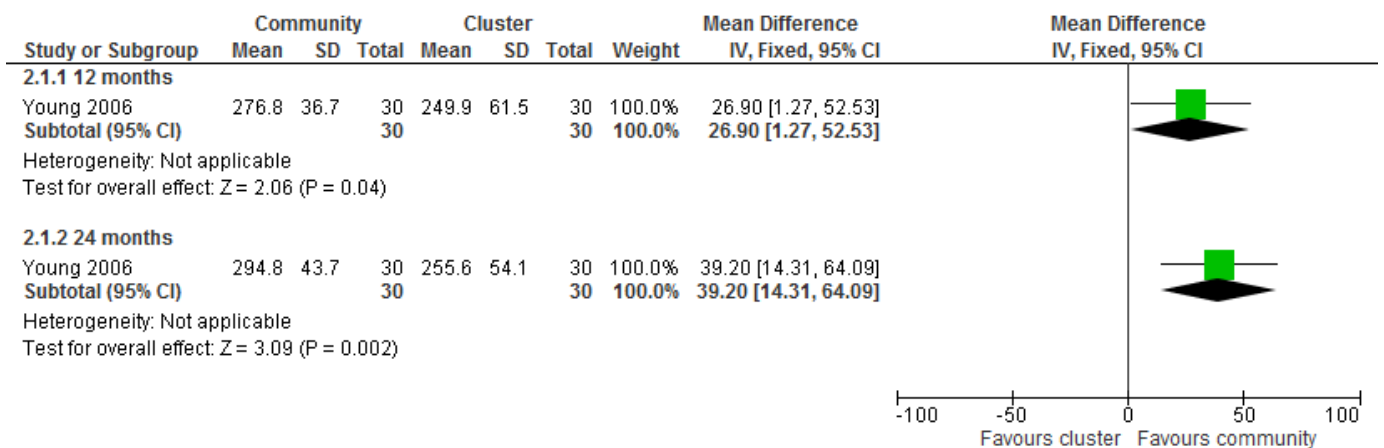 Community Cluster Mean Difference Mean Difference
Study or Subgroup Mean SD Total Mean SD Total Weight IV, Fixed, 95% CI IV, Fixed, 95% CI
2.1.1 12 months
Young 2006 276.8 36.7 30 249.9 61.5 30 100.0% 26.90 [1.27, 52.53]
Subtotal (95% CI) 30 30 100.0% 26.90 [1.27, 52.53]
Heterogeneity: Not applicable
Test for overall effect: Z = 2.06 (P = 0.04)
2.1.2 24 months
Young 2006 294.8 43.7 30 255.6 54.1 30 100.0% 39.20 [14.31, 64.09]
Subtotal (95% CI) 30 30 100.0% 39.20 [14.31, 64.09]
Heterogeneity: Not applicable
Test for overall effect: Z = 3.09 (P = 0.002)
-100 -50 0 50 100
Favours cluster Favours community